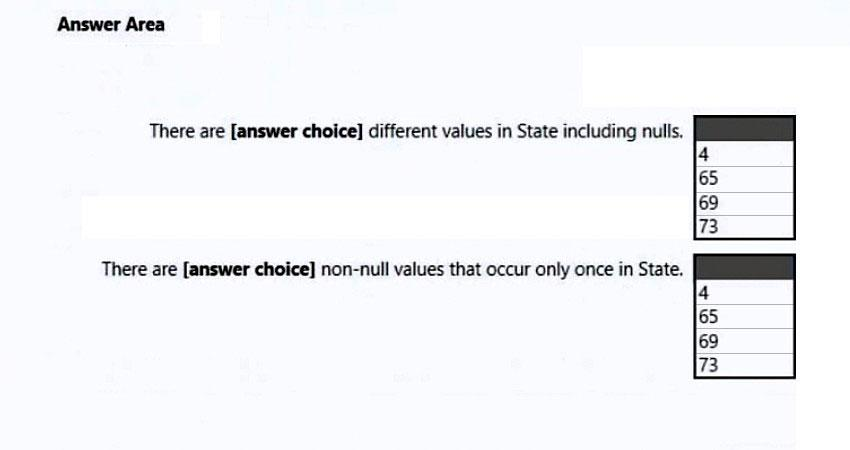 Answer Area
There are [answer choice] different values in State including nulls.
4
65
69
73
There are [answer choice] non-null values that occur only once in State.
4
65
69
73